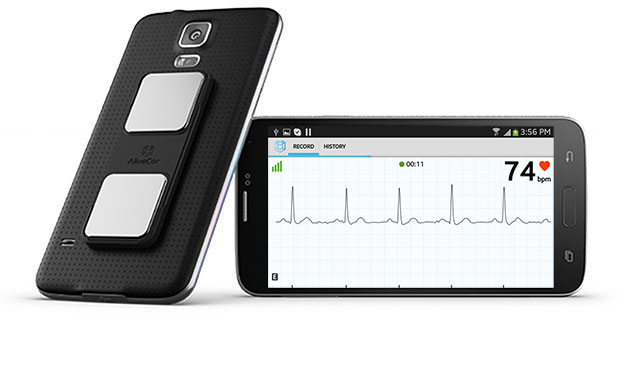 AliveCor
3:56 PM
RECORD HISTORY
00:11
74
bpm
E